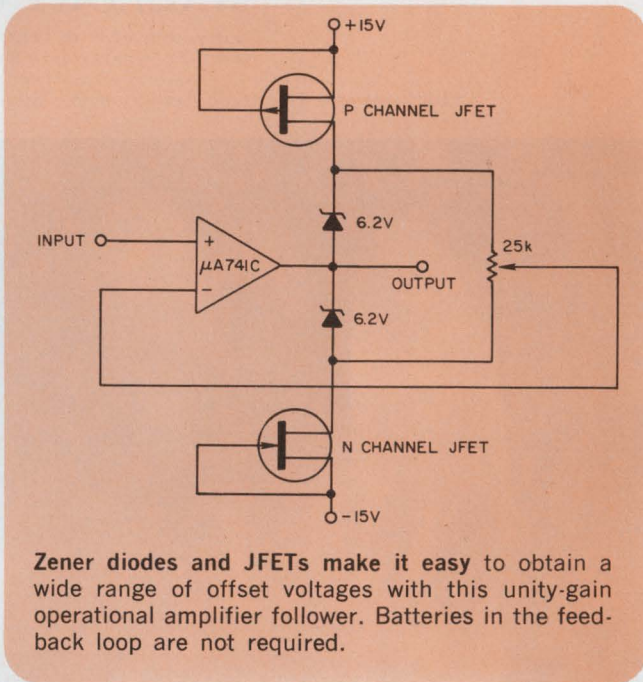 +15V
P CHANNEL JFET
6.2V
25k
INPUT
+
μA741C
−
OUTPUT
6.2V
N CHANNEL JFET
-15V
Zener diodes and JFETs make it easy to obtain a
wide range of offset voltages with this unity-gain
operational amplifier follower. Batteries in the feed-
back loop are not required.